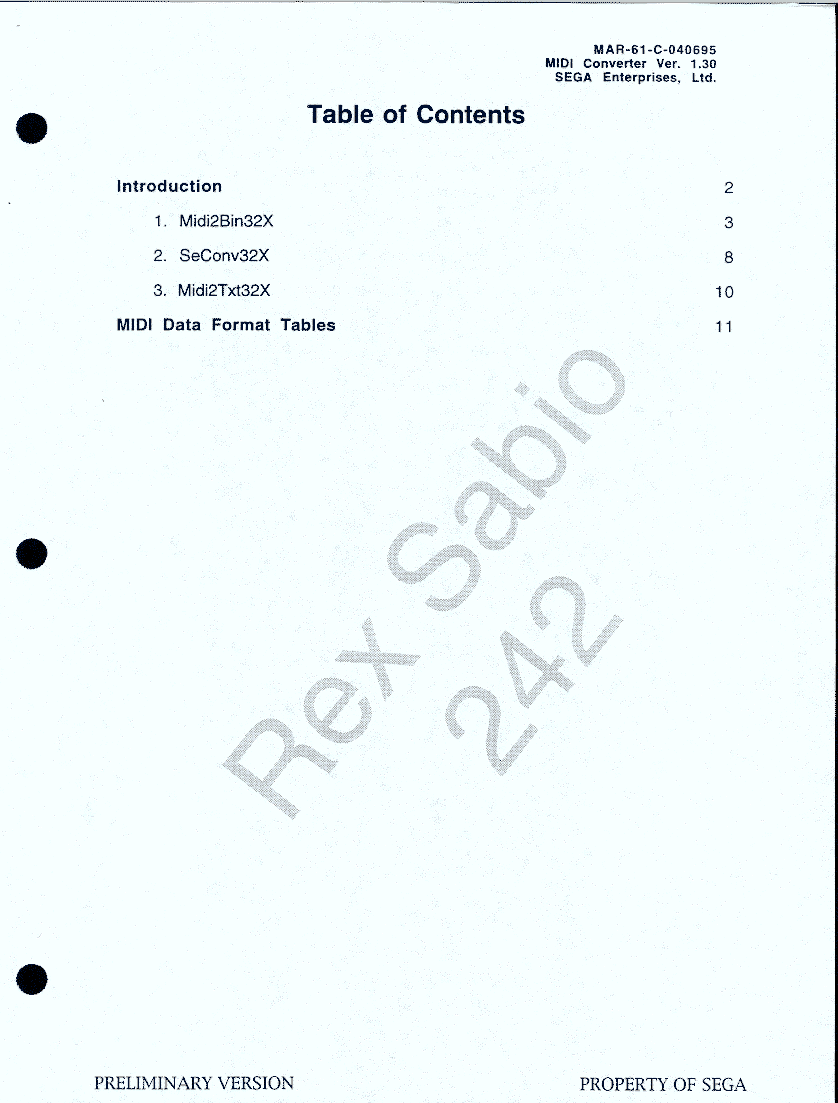 MAR-61-C-040695
MIDI Converter Ver. 1.30
SEGA Enterprises, Ltd.
Table of Contents
Introduction 2
1. Midi2Bin32X 3
2. SeConv32X 8
3. Midi2Txt32X 10
MIDI Data Format Tables 11
Rex Sabio
242
PRELIMINARY VERSION
PROPERTY OF SEGA